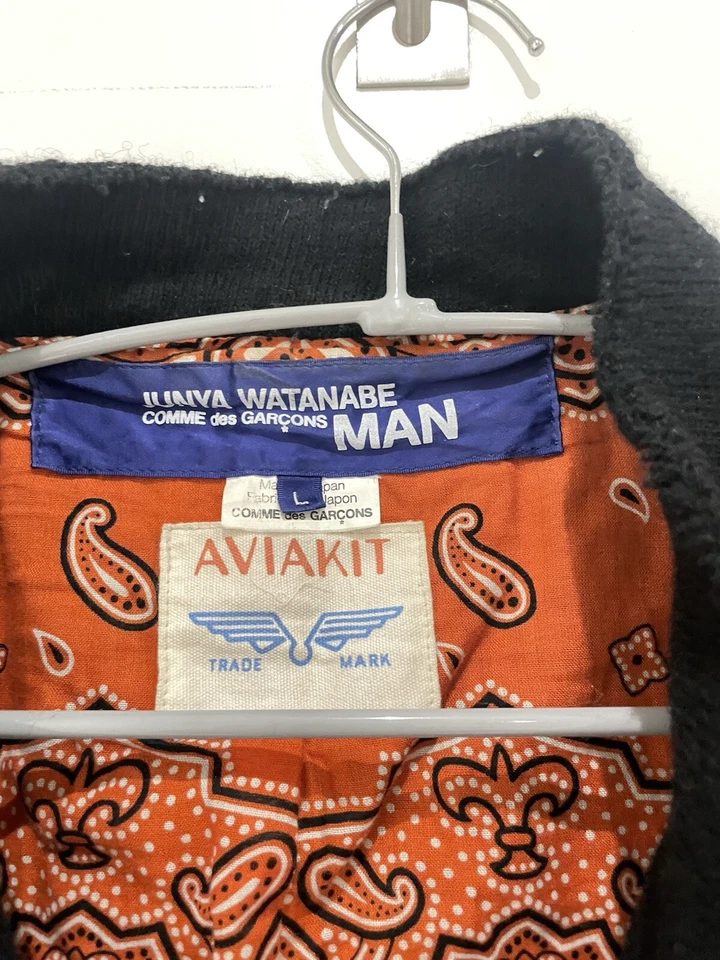 JUNYA WATANABE
COMME des GARÇONS MAN
L
COMME des GARÇONS
AVIAKIT
TRADE MARK